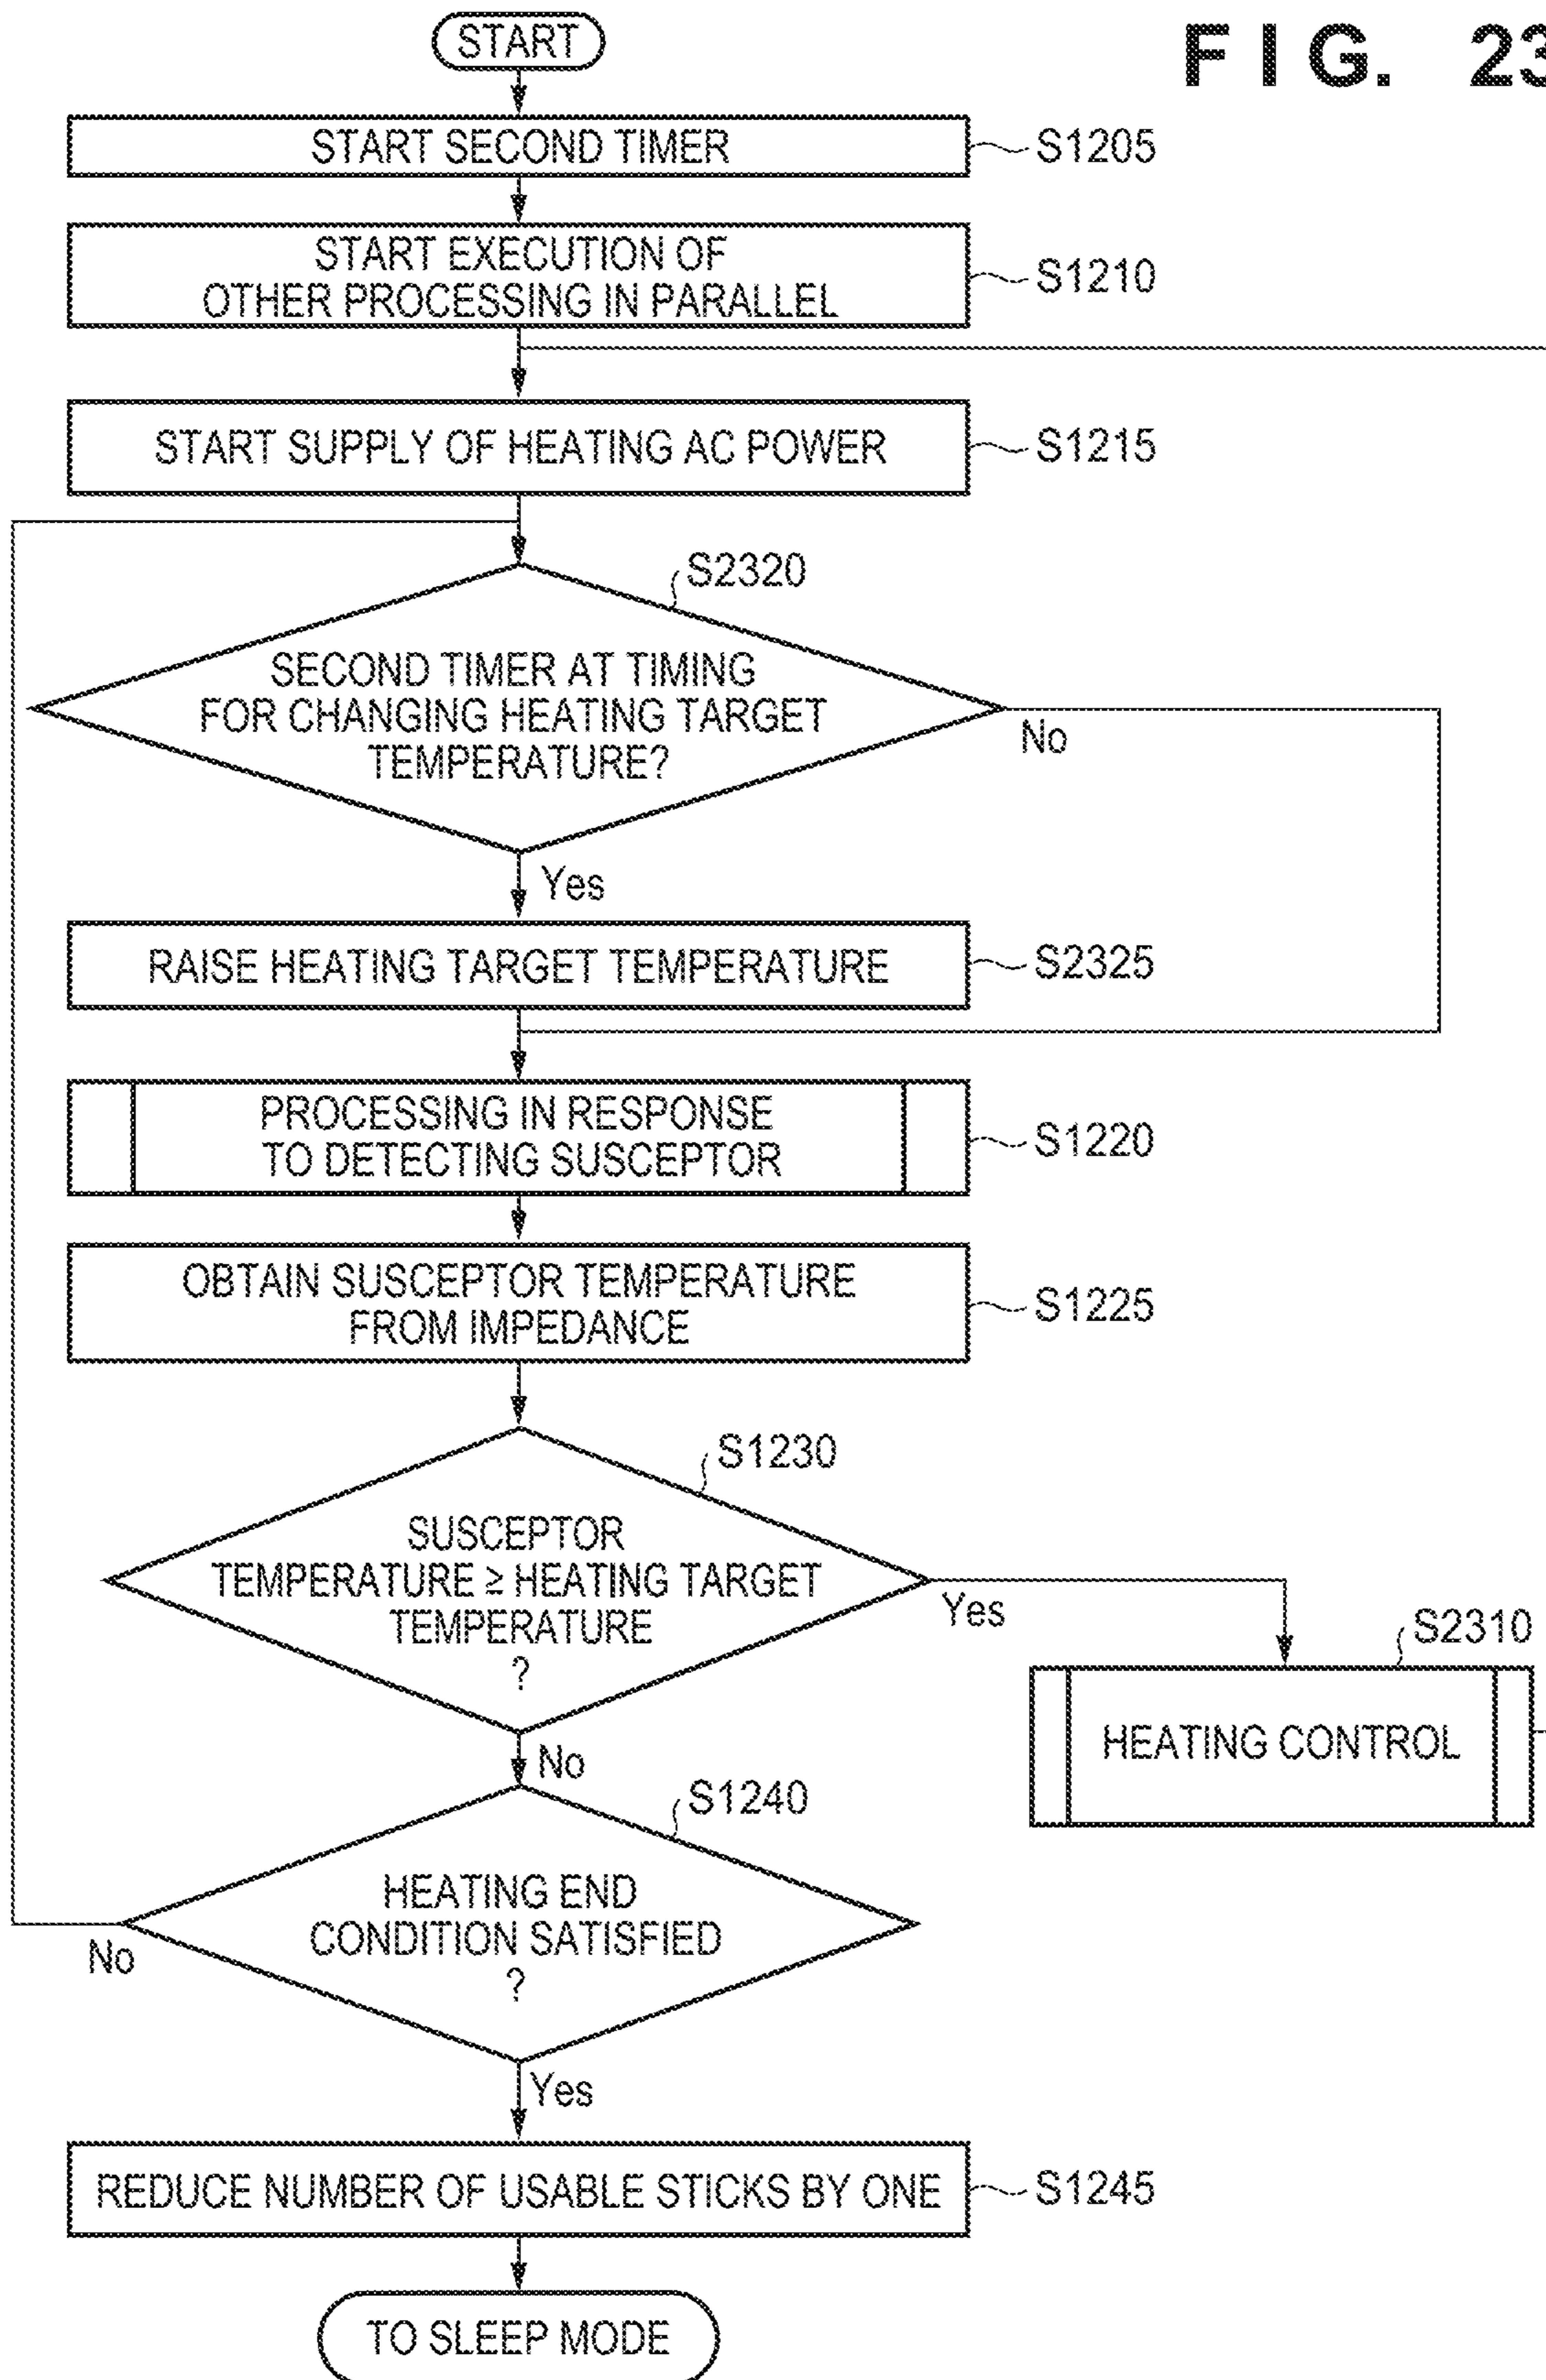 START
FIG. 23
START SECOND TIMER
S1205
START EXECUTION OF
OTHER PROCESSING IN PARALLEL
S1210
START SUPPLY OF HEATING AC POWER
S1215
S2320
SECOND TIMER AT TIMING
FOR CHANGING HEATING TARGET
TEMPERATURE?
No
Yes
RAISE HEATING TARGET TEMPERATURE
S2325
PROCESSING IN RESPONSE
TO DETECTING SUSCEPTOR
S1220
OBTAIN SUSCEPTOR TEMPERATURE
FROM IMPEDANCE
S1225
S1230
SUSCEPTOR
TEMPERATURE ≥ HEATING TARGET
TEMPERATURE
?
Yes
S2310
HEATING CONTROL
No
S1240
HEATING END
CONDITION SATISFIED
?
No
Yes
REDUCE NUMBER OF USABLE STICKS BY ONE
S1245
TO SLEEP MODE